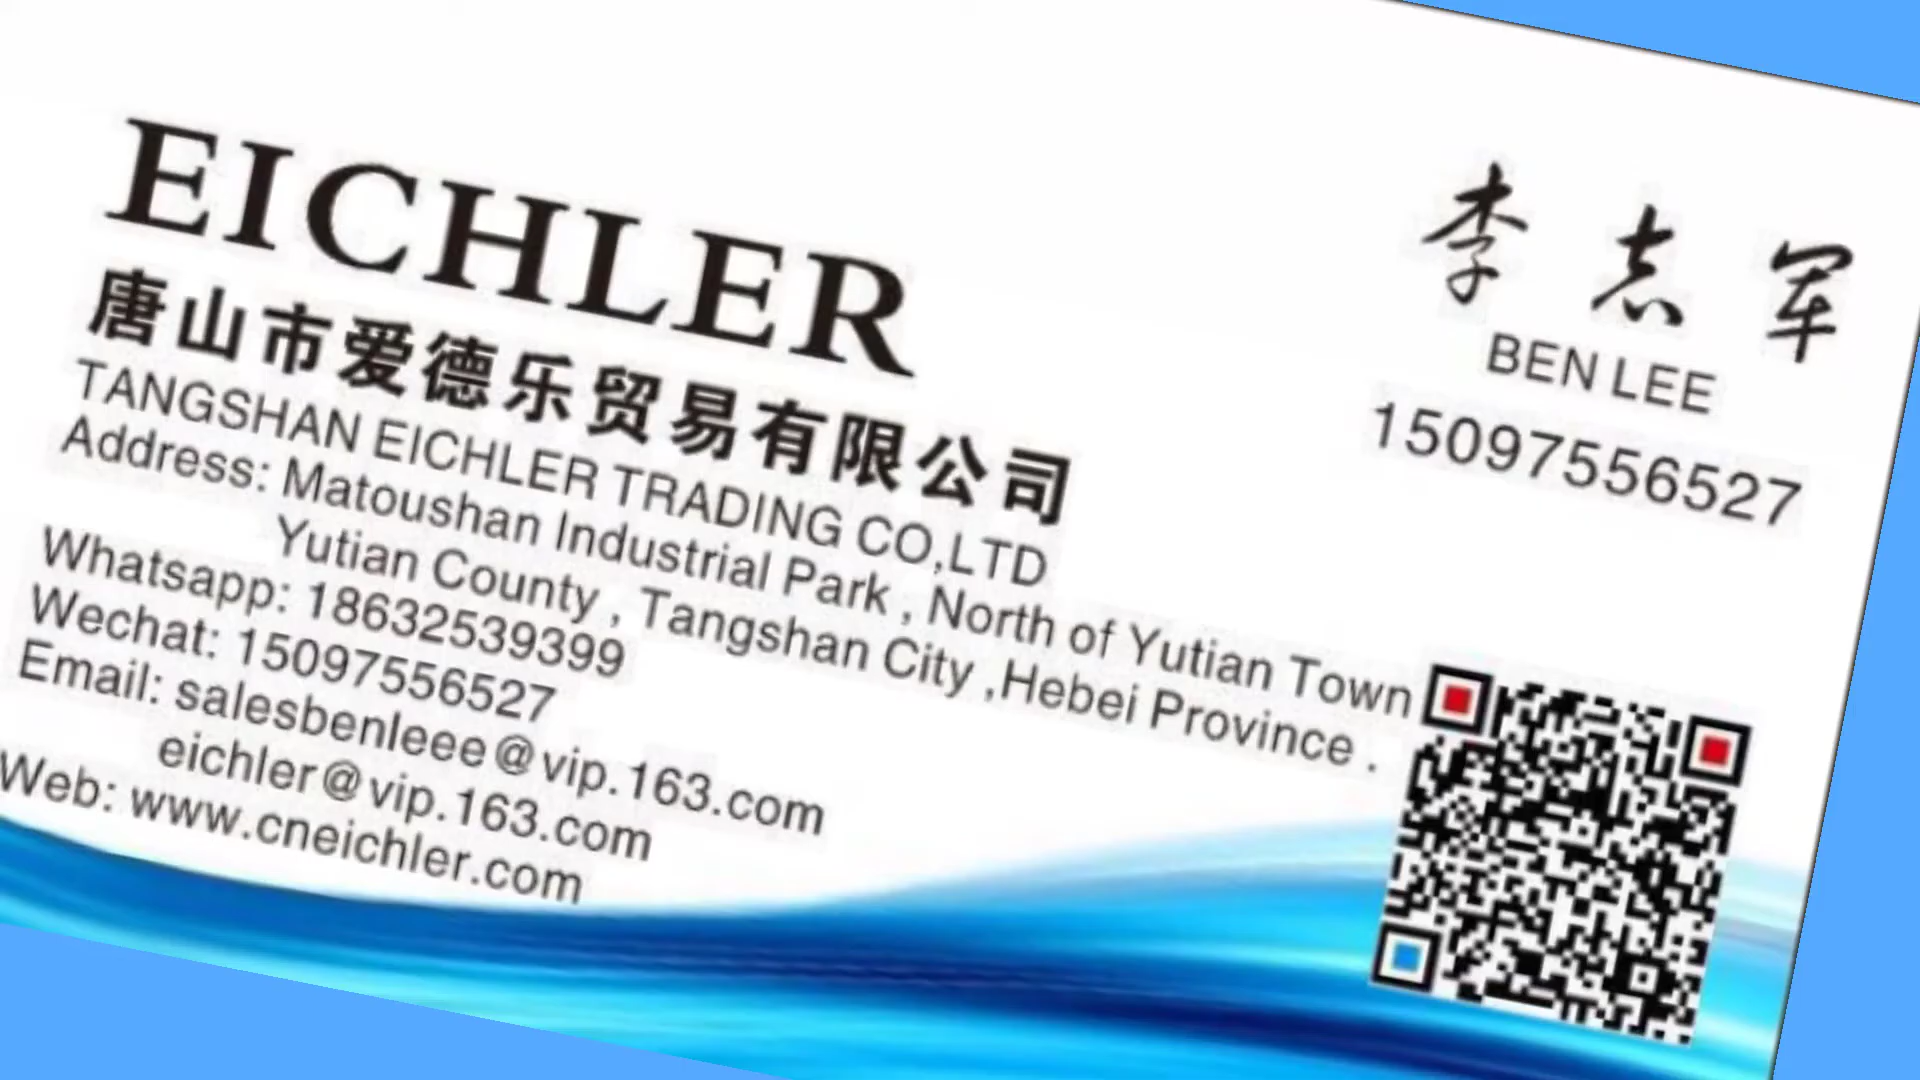 EICHLER
唐山市爱德乐贸易有限公司
TANGSHAN EICHLER TRADING CO,LTD
Address: Matoushan Industrial Park , North of Yutian Town
Yutian County , Tangshan City ,Hebei Province .
Whatsapp: 18632539399
Wechat: 15097556527
Email: salesbenleee@vip.163.com
eichler@vip.163.com
Web: www.cneichler.com
李志军
BEN LEE
15097556527